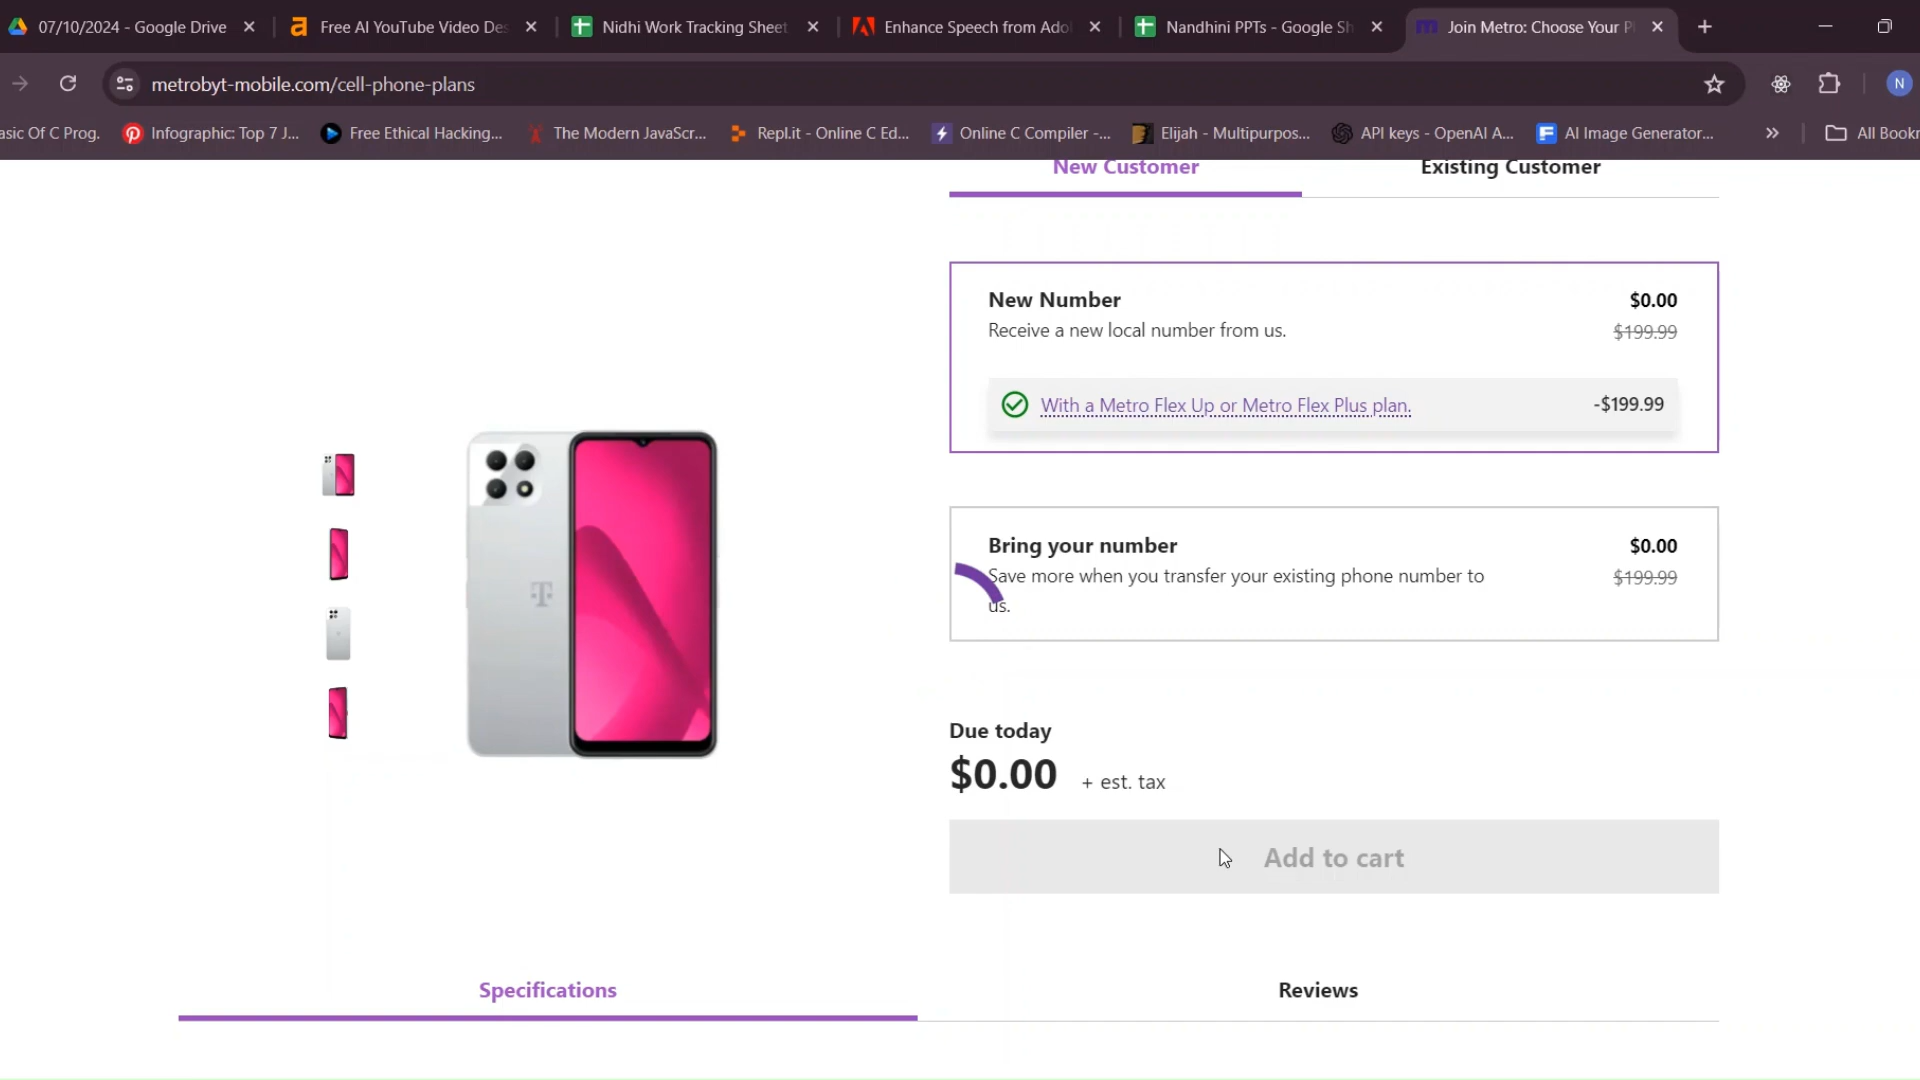 07/10/2024 - Google Drive
Free AI YouTube Video Des
Nidhi Work Tracking Sheet
Enhance Speech from Ado
Nandhini PPTs - Google Sh
Join Metro: Choose Your P
metrobyt-mobile.com/cell-phone-plans
N
asic Of C Prog.
Infographic: Top 7 J...
Free Ethical Hacking...
The Modern JavaScr...
Repl.it - Online C Ed...
Online C Compiler -...
Elijah - Multipurpos...
API keys - OpenAI A...
AI Image Generator...
All Bookr
New Customer
Existing Customer
New Number
$0.00
Receive a new local number from us.
$199.99
With a Metro Flex Up or Metro Flex Plus plan.
-$199.99
Bring your number
$0.00
Save more when you transfer your existing phone number to
$199.99
us.
T
Due today
$0.00 + est. tax
Add to cart
Specifications
Reviews